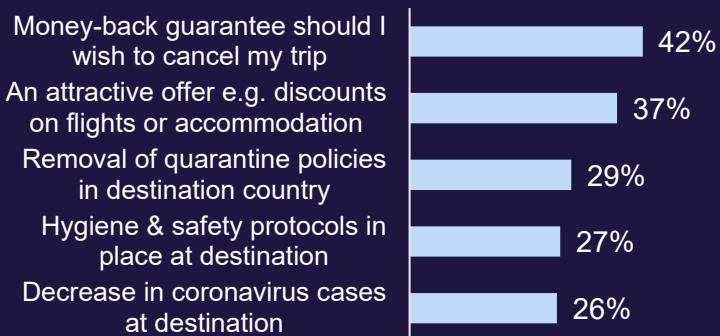 Money-back guarantee should I
wish to cancel my trip
42%
An attractive offer e.g. discounts
on flights or accommodation
37%
Removal of quarantine policies
in destination country
29%
Hygiene & safety protocols in
place at destination
27%
Decrease in coronavirus cases
at destination
26%